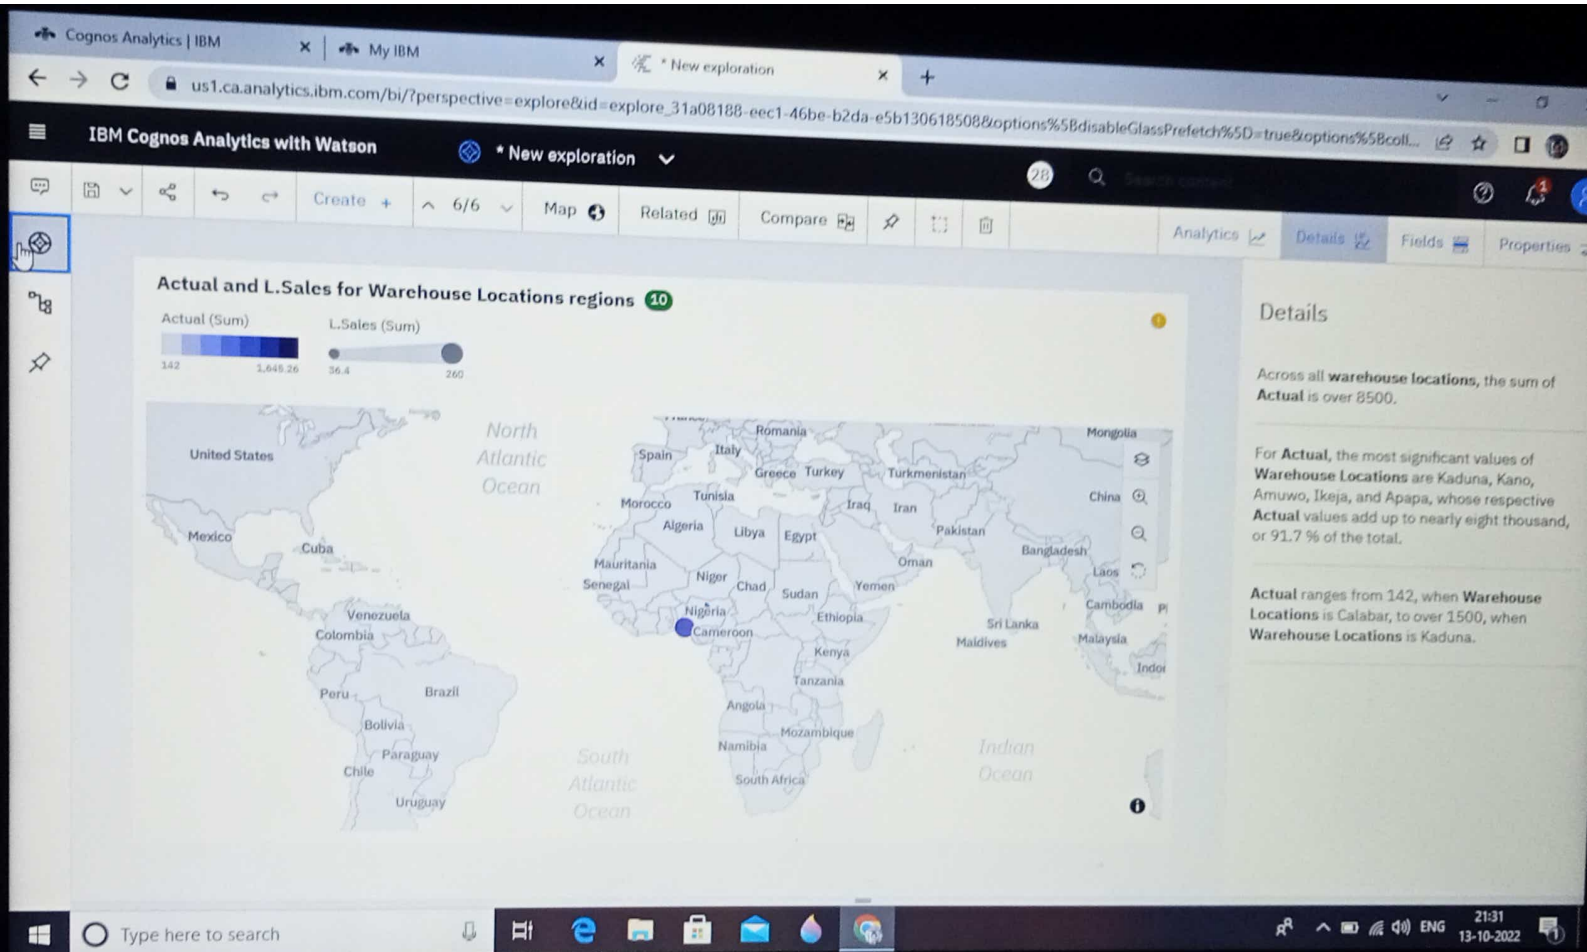 Cognos Analytics | IBM
My IBM
* New exploration
us1.ca.analytics.ibm.com/bi/?perspective=explore&id=explore_31a08188-eec1-46be-b2da-e5b130618508&options%5BdisableGlassPrefetch%5D=true&options%5Bcoll...
IBM Cognos Analytics with Watson
* New exploration
28
Search content
1
Create +
6/6
Map
Related
Compare
Analytics
Details
Fields
Properties
Actual and L.Sales for Warehouse Locations regions 10
Actual (Sum)
L.Sales (Sum)
142
1,645.26
36.4
260
North
Atlantic
Ocean
United States
Mexico
Cuba
Venezuela
Colombia
Peru
Brazil
Bolivia
Paraguay
Chile
Uruguay
South
Atlantic
Ocean
Romania
Mongolia
Spain
Italy
Greece
Turkey
Turkmenistan
China
Morocco
Tunisia
Iraq
Iran
Algeria
Libya
Egypt
Pakistan
Bangladesh
Mauritania
Oman
Laos
Senegal
Niger
Chad
Sudan
Yemen
Cambodia
Nigeria
Ethiopia
Sri Lanka
Cameroon
Maldives
Malaysia
Kenya
Indo
Tanzania
Angola
Mozambique
Namibia
South Africa
Indian
Ocean
Details
Across all warehouse locations, the sum of
Actual is over 8500.
For Actual, the most significant values of
Warehouse Locations are Kaduna, Kano,
Amuwo, Ikeja, and Apapa, whose respective
Actual values add up to nearly eight thousand,
or 91.7 % of the total.
Actual ranges from 142, when Warehouse
Locations is Calabar, to over 1500, when
Warehouse Locations is Kaduna.
Type here to search
ENG
21:31
13-10-2022
1